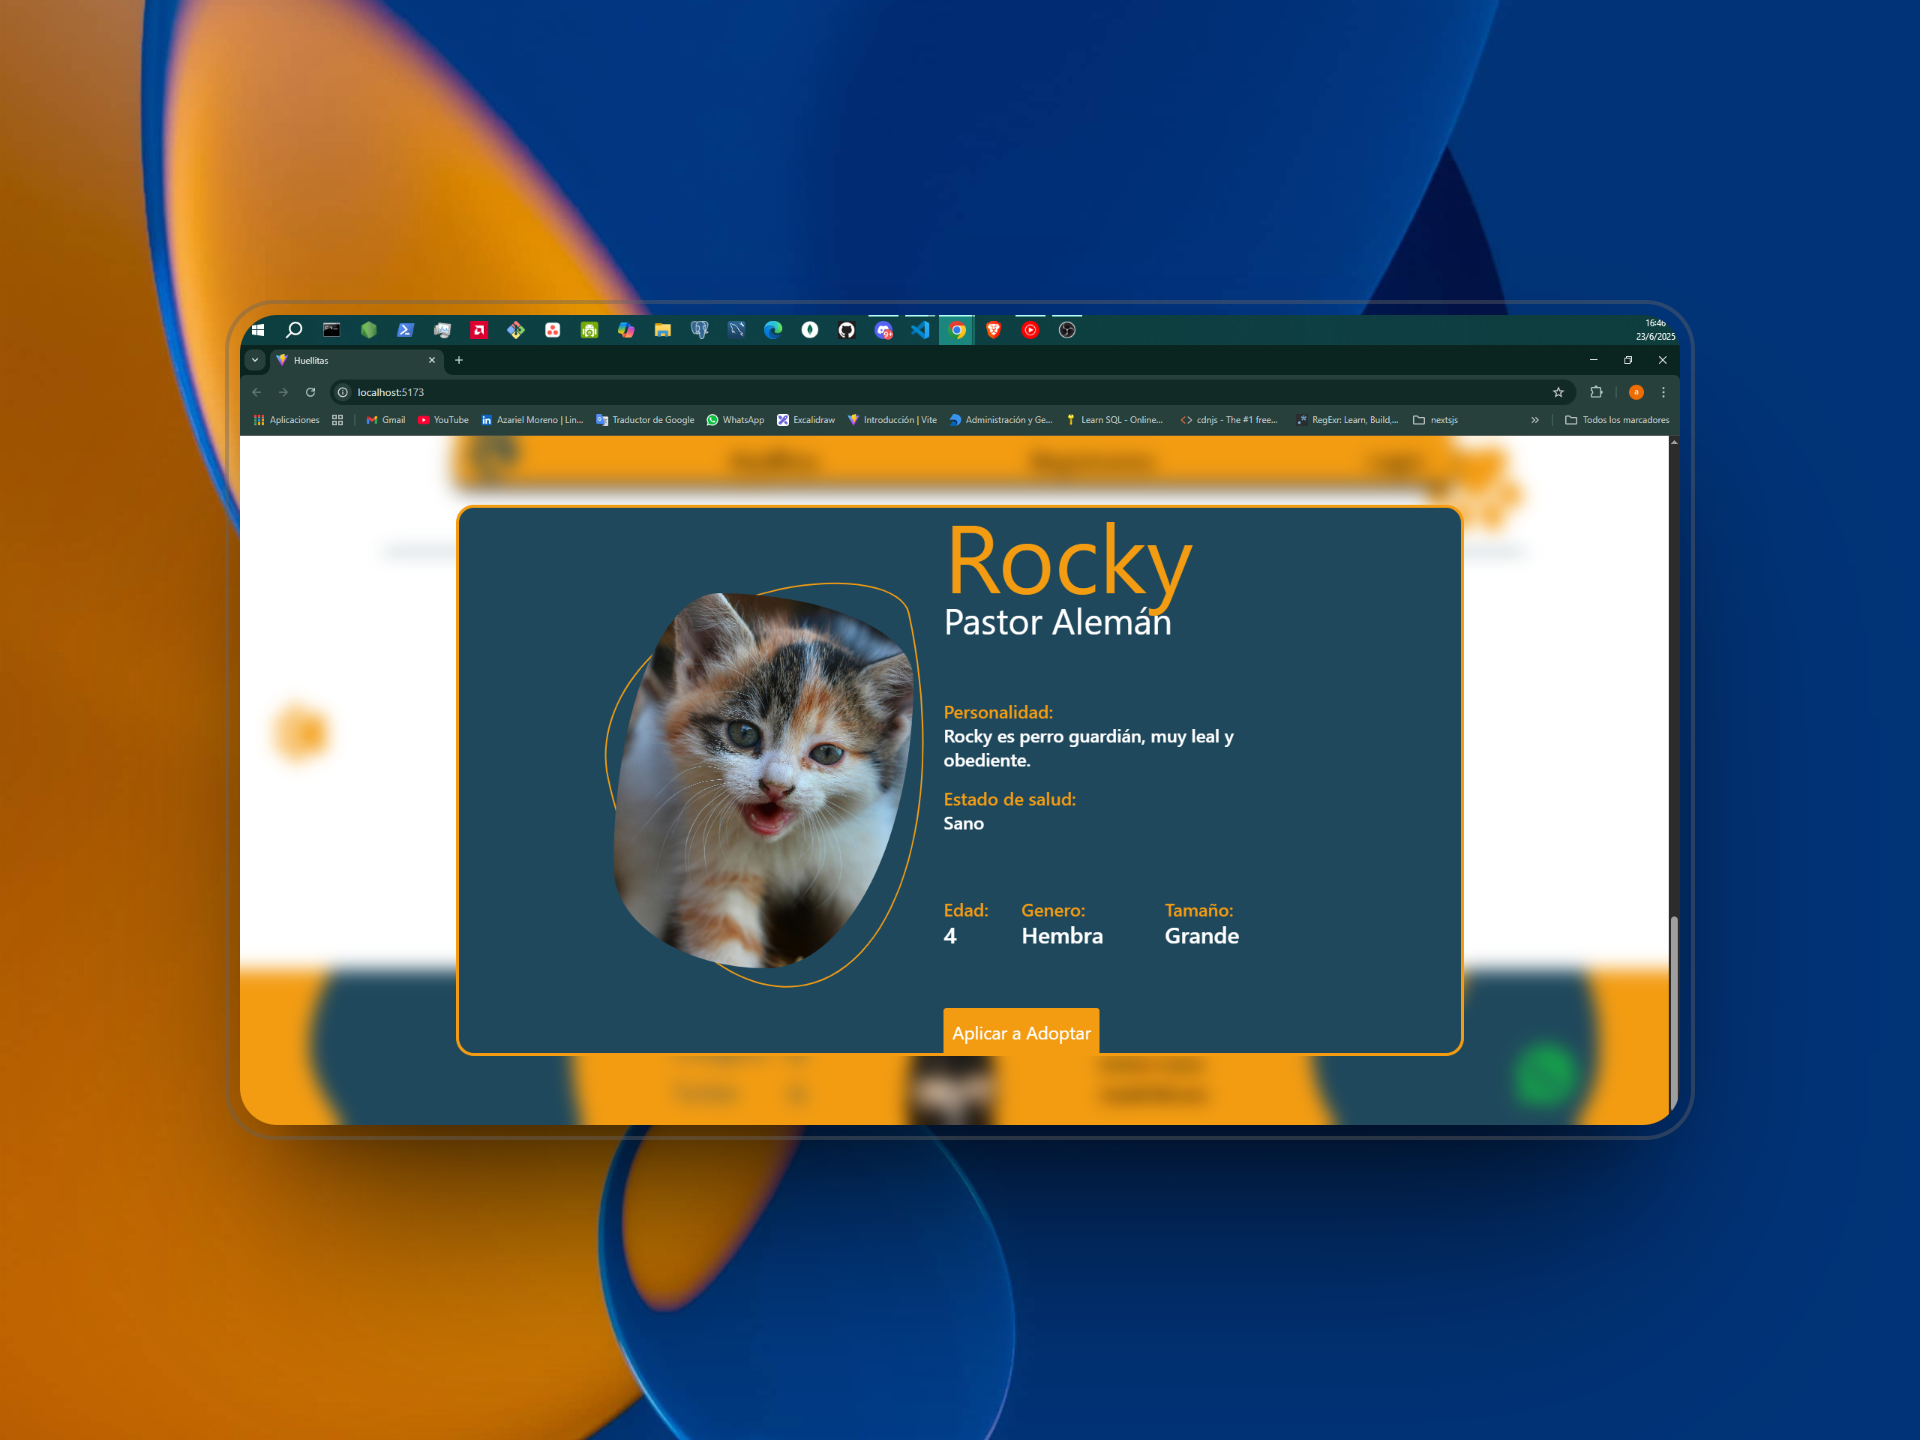 16:46
23/6/2025
Huellitas
localhost:5173
Aplicaciones
Gmail
YouTube
Azariel Moreno | Lin...
Traductor de Google
WhatsApp
Excalidraw
Introducción | Vite
Administración y Ge...
Learn SQL - Online...
cdnjs - The #1 free...
RegExr: Learn, Build,...
nextsjs
Todos los marcadores
Rocky
Pastor Alemán
Personalidad:
Rocky es perro guardián, muy leal y
obediente.
Estado de salud:
Sano
Edad: Genero: Tamaño:
4 Hembra Grande
Aplicar a Adoptar